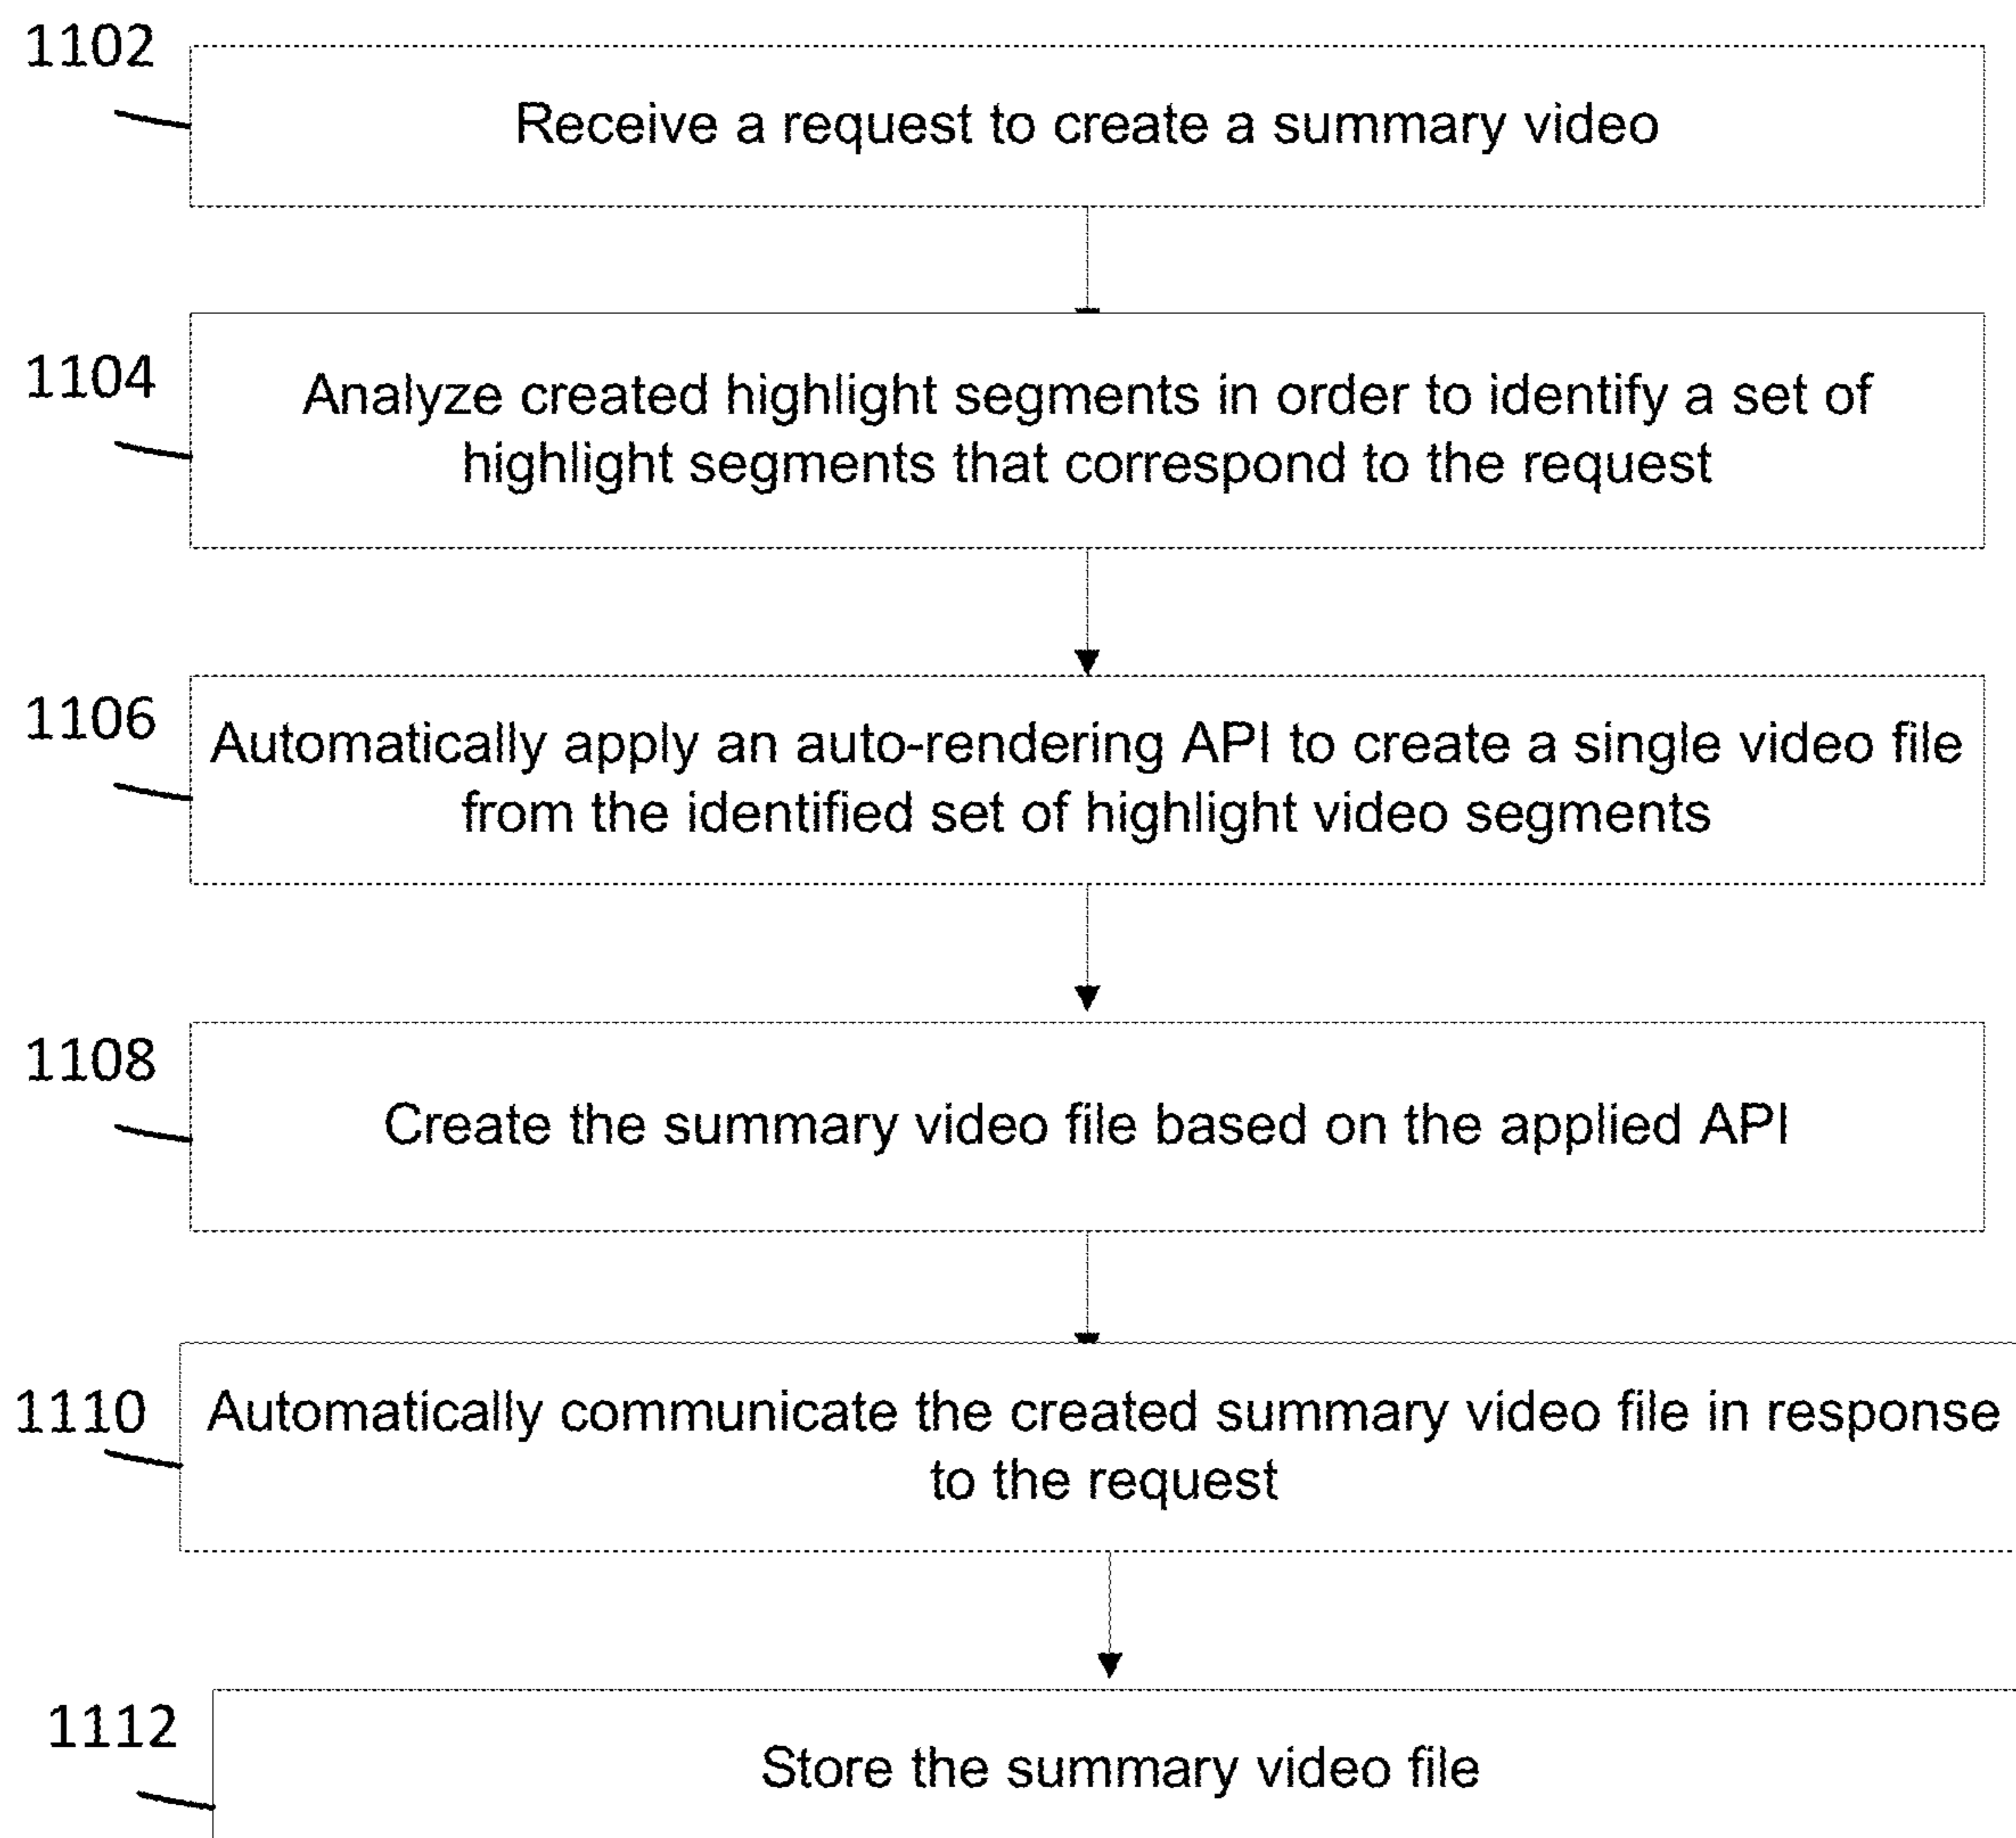 1102
Receive a request to create a summary video
1104
Analyze created highlight segments in order to identify a set of
highlight segments that correspond to the request
1106
Automatically apply an auto-rendering API to create a single video file
from the identified set of highlight video segments
1108
Create the summary video file based on the applied API
1110
Automatically communicate the created summary video file in response
to the request
1112
Store the summary video file